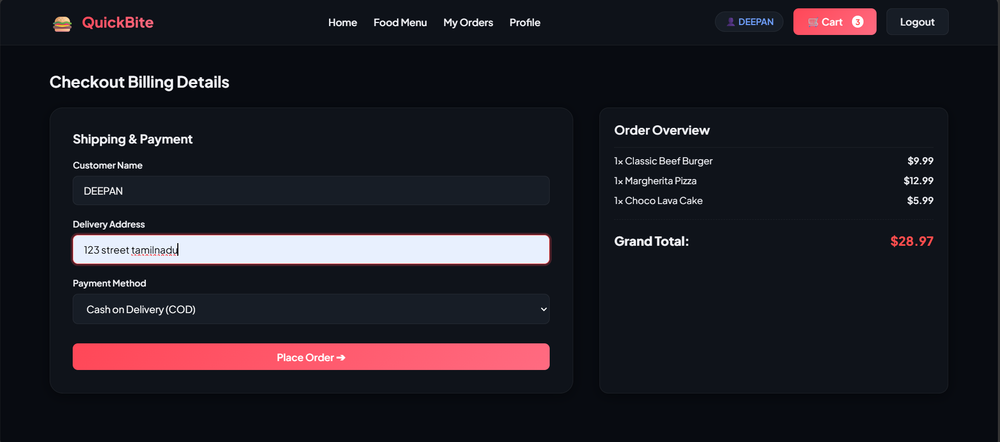 QuickBite
Home Food Menu My Orders Profile
DEEPAN
Cart 3
Logout
Checkout Billing Details
Shipping & Payment
Customer Name
DEEPAN
Delivery Address
123 street tamilnadu
Payment Method
Cash on Delivery (COD)
Place Order ➔
Order Overview
1x Classic Beef Burger $9.99
1x Margherita Pizza $12.99
1x Choco Lava Cake $5.99
Grand Total: $28.97